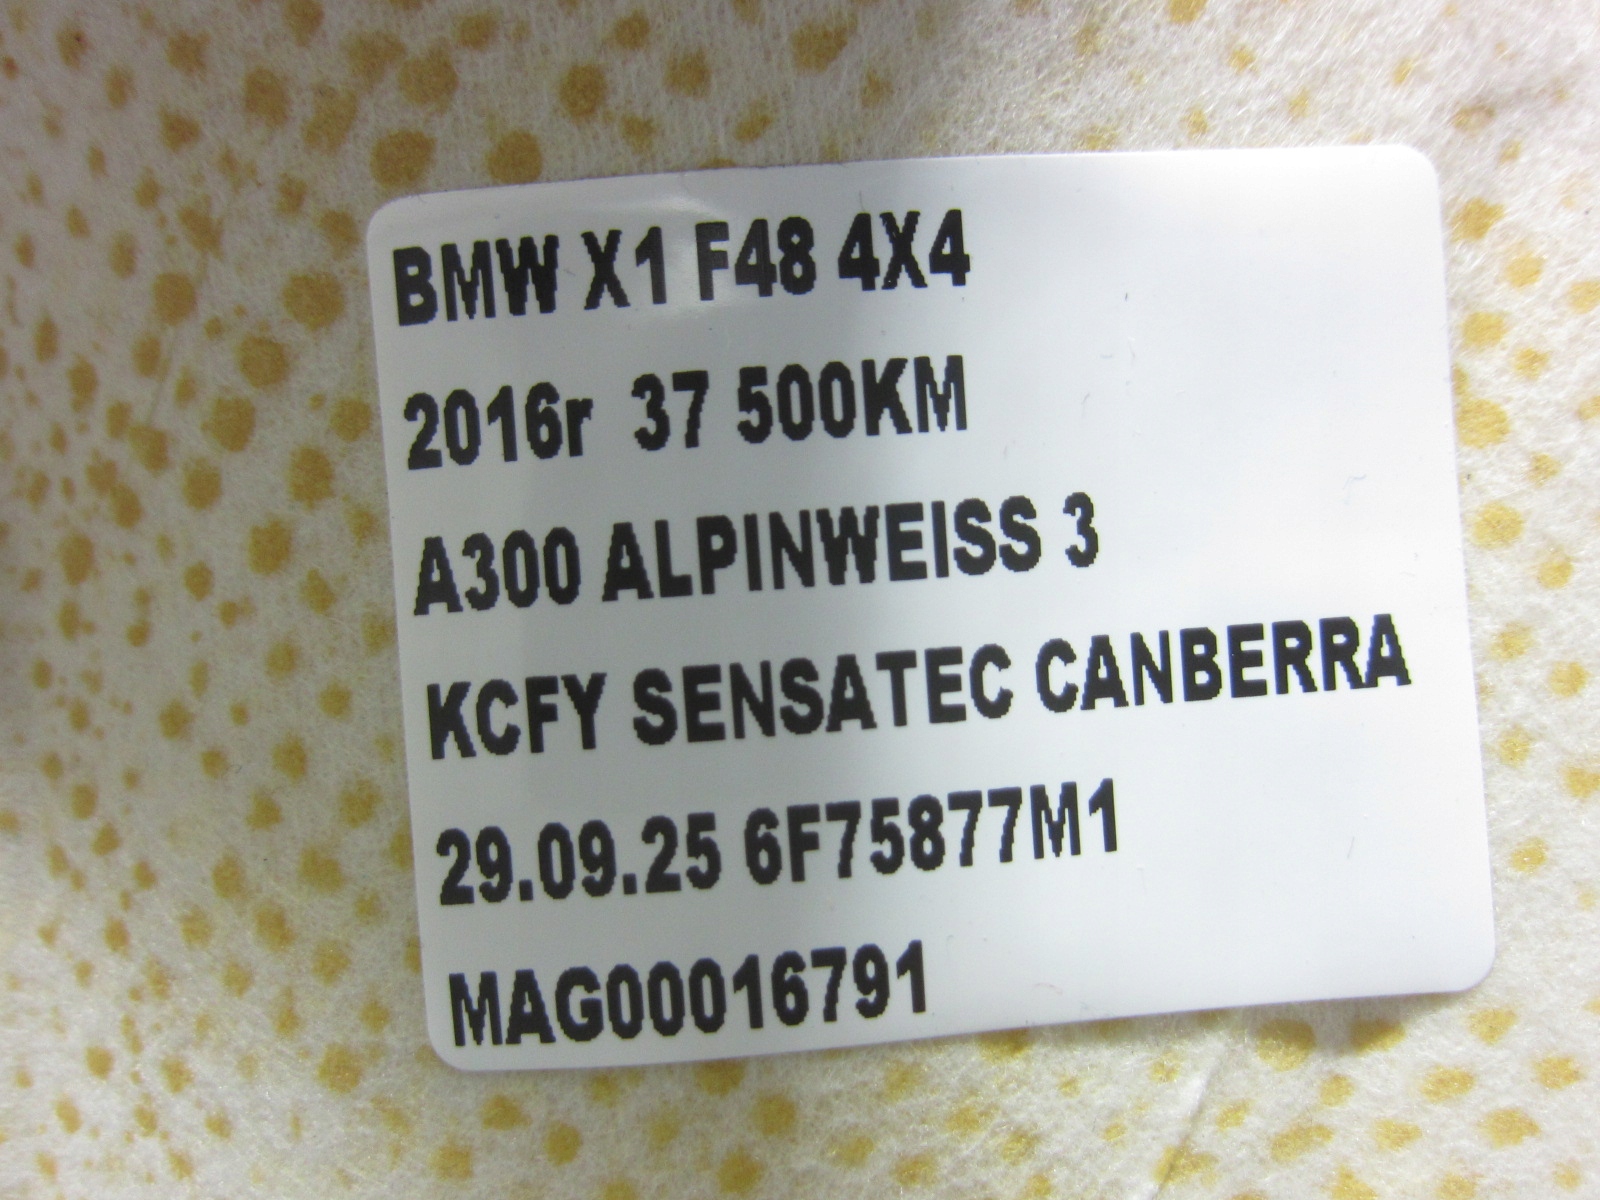 BMW X1 F48 4X4
2016r 37 500KM
A300 ALPINWEISS 3
KCFY SENSATEC CANBERRA
29.09.25 6F75877M1
MAG00016791